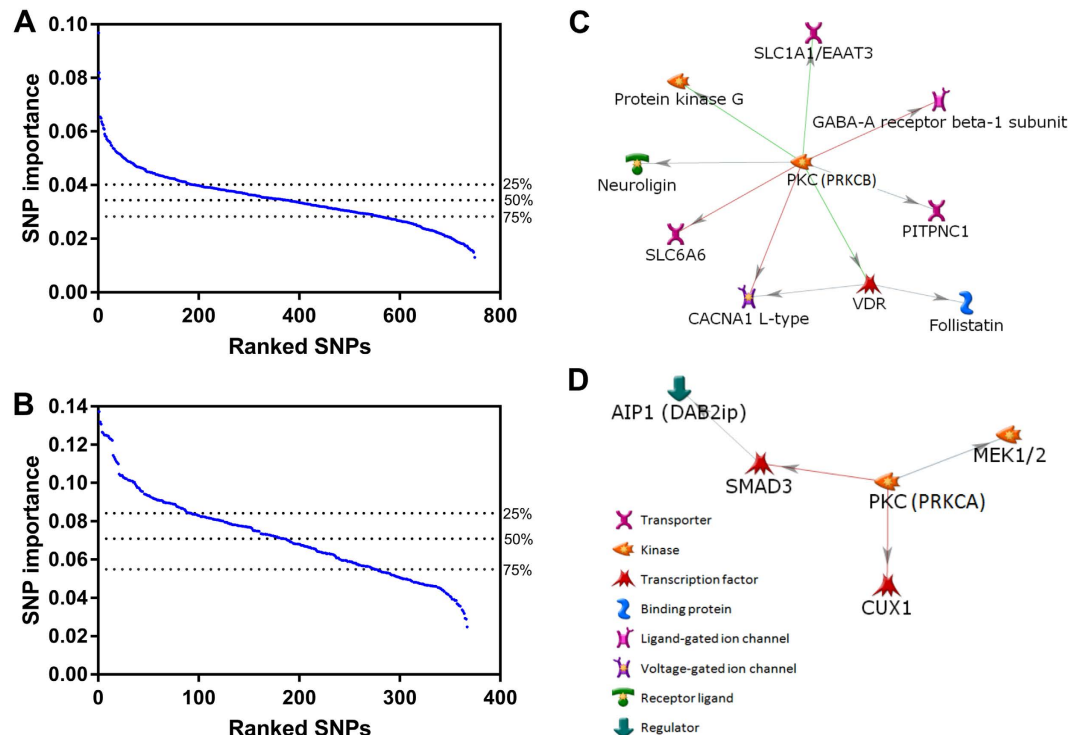 A
SNP importance
0.10
0.08
0.06
0.04
0.02
0.00
25%
50%
75%
0
200
400
600
800
Ranked SNPs
B
SNP importance
0.14
0.12
0.10
0.08
0.06
0.04
0.02
0.00
25%
50%
75%
0
100
200
300
400
Ranked SNPs
C
SLC1A1/EAAT3
Protein kinase G
GABA-A receptor beta-1 subunit
Neuroligin
PKC (PRKCB)
PITPNC1
SLC6A6
VDR
CACNA1 L-type
Follistatin
D
AIP1 (DAB2ip)
MEK1/2
SMAD3
PKC (PRKCA)
CUX1
Transporter
Kinase
Transcription factor
Binding protein
Ligand-gated ion channel
Voltage-gated ion channel
Receptor ligand
Regulator